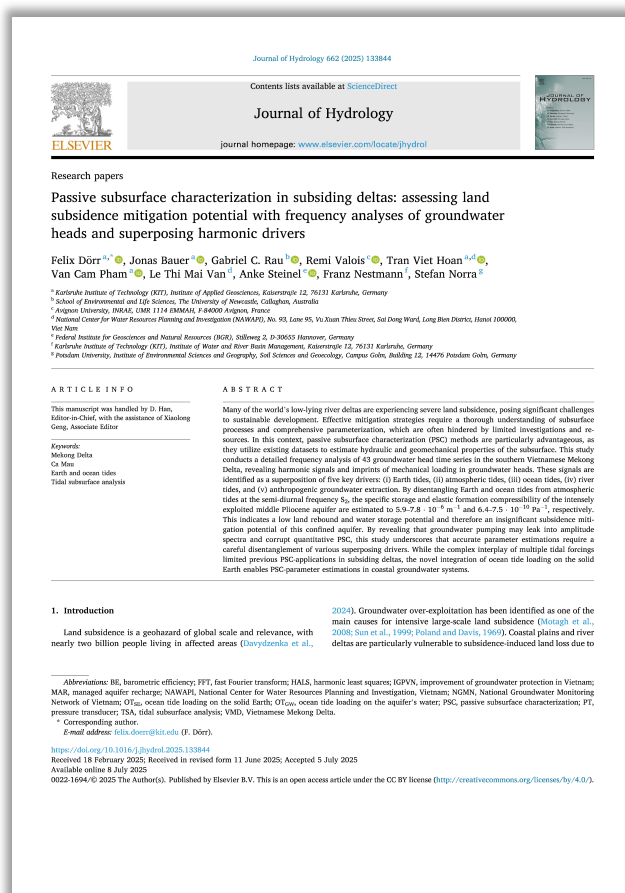 Journal of Hydrology 662 (2025) 133844
Contents lists available at ScienceDirect
Journal of Hydrology
journal homepage: www.elsevier.com/locate/jhydrol
ELSEVIER
JOURNAL OF
HYDROLOGY
Research papers
Passive subsurface characterization in subsiding deltas: assessing land
subsidence mitigation potential with frequency analyses of groundwater
heads and superposing harmonic drivers
Felix Dörr a,*, Jonas Bauer a, Gabriel C. Rau b, Remi Valois c, Tran Viet Hoan a,d,
Van Cam Pham a, Le Thi Mai Van d, Anke Steinel e, Franz Nestmann f, Stefan Norra g
a Karlsruhe Institute of Technology (KIT), Institute of Applied Geosciences, Kaiserstraße 12, 76131 Karlsruhe, Germany
b School of Environmental and Life Sciences, The University of Newcastle, Callaghan, Australia
c Avignon University, INRAE, UMR 1114 EMMAH, F-84000 Avignon, France
d National Center for Water Resources Planning and Investigation (NAWAPI), No. 93, Lane 95, Vu Xuan Thieu Street, Sai Dong Ward, Long Bien District, Hanoi 100000,
Viet Nam
e Federal Institute for Geosciences and Natural Resources (BGR), Stilleweg 2, D-30655 Hannover, Germany
f Karlsruhe Institute of Technology (KIT), Institute of Water and River Basin Management, Kaiserstraße 12, 76131 Karlsruhe, Germany
g Potsdam University, Institute of Environmental Sciences and Geography, Soil Sciences and Geoecology, Campus Golm, Building 12, 14476 Potsdam Golm, Germany
ARTICLE INFO
This manuscript was handled by D. Han,
Editor-in-Chief, with the assistance of Xiaolong
Geng, Associate Editor
Keywords:
Mekong Delta
Ca Mau
Earth and ocean tides
Tidal subsurface analysis
ABSTRACT
Many of the world's low-lying river deltas are experiencing severe land subsidence, posing significant challenges
to sustainable development. Effective mitigation strategies require a thorough understanding of subsurface
processes and comprehensive parameterization, which are often hindered by limited investigations and re-
sources. In this context, passive subsurface characterization (PSC) methods are particularly advantageous, as
they utilize existing datasets to estimate hydraulic and geomechanical properties of the subsurface. This study
conducts a detailed frequency analysis of 43 groundwater head time series in the southern Vietnamese Mekong
Delta, revealing harmonic signals and imprints of mechanical loading in groundwater heads. These signals are
identified as a superposition of five key drivers: (i) Earth tides, (ii) atmospheric tides, (iii) ocean tides, (iv) river
tides, and (v) anthropogenic groundwater extraction. By disentangling Earth and ocean tides from atmospheric
tides at the semi-diurnal frequency S2, the specific storage and elastic formation compressibility of the intensely
exploited middle Pliocene aquifer are estimated to 5.9–7.8 · 10−6 m−1 and 6.4–7.5 · 10−10 Pa−1, respectively.
This indicates a low land rebound and water storage potential and therefore an insignificant subsidence miti-
gation potential of this confined aquifer. By revealing that groundwater pumping may leak into amplitude
spectra and corrupt quantitative PSC, this study underscores that accurate parameter estimations require a
careful disentanglement of various superposing drivers. While the complex interplay of multiple tidal forcings
limited previous PSC-applications in subsiding deltas, the novel integration of ocean tide loading on the solid
Earth enables PSC-parameter estimations in coastal groundwater systems.
1. Introduction
Land subsidence is a geohazard of global scale and relevance, with
nearly two billion people living in affected areas (Davydzenka et al.,
2024). Groundwater over-exploitation has been identified as one of the
main causes for intensive large-scale land subsidence (Motagh et al.,
2008; Sun et al., 1999; Poland and Davis, 1969). Coastal plains and river
deltas are particularly vulnerable to subsidence-induced land loss due to
Abbreviations: BE, barometric efficiency; FFT, fast Fourier transform; HALS, harmonic least squares; IGPVN, improvement of groundwater protection in Vietnam;
MAR, managed aquifer recharge; NAWAPI, National Center for Water Resources Planning and Investigation, Vietnam; NGMN, National Groundwater Monitoring
Network of Vietnam; OTSE, ocean tide loading on the solid Earth; OTGW, ocean tide loading on the aquifer's water; PSC, passive subsurface characterization; PT,
pressure transducer; TSA, tidal subsurface analysis; VMD, Vietnamese Mekong Delta.
* Corresponding author.
E-mail address: felix.doerr@kit.edu (F. Dörr).
https://doi.org/10.1016/j.jhydrol.2025.133844
Received 18 February 2025; Received in revised form 11 June 2025; Accepted 5 July 2025
Available online 8 July 2025
0022-1694/© 2025 The Author(s). Published by Elsevier B.V. This is an open access article under the CC BY license (http://creativecommons.org/licenses/by/4.0/).